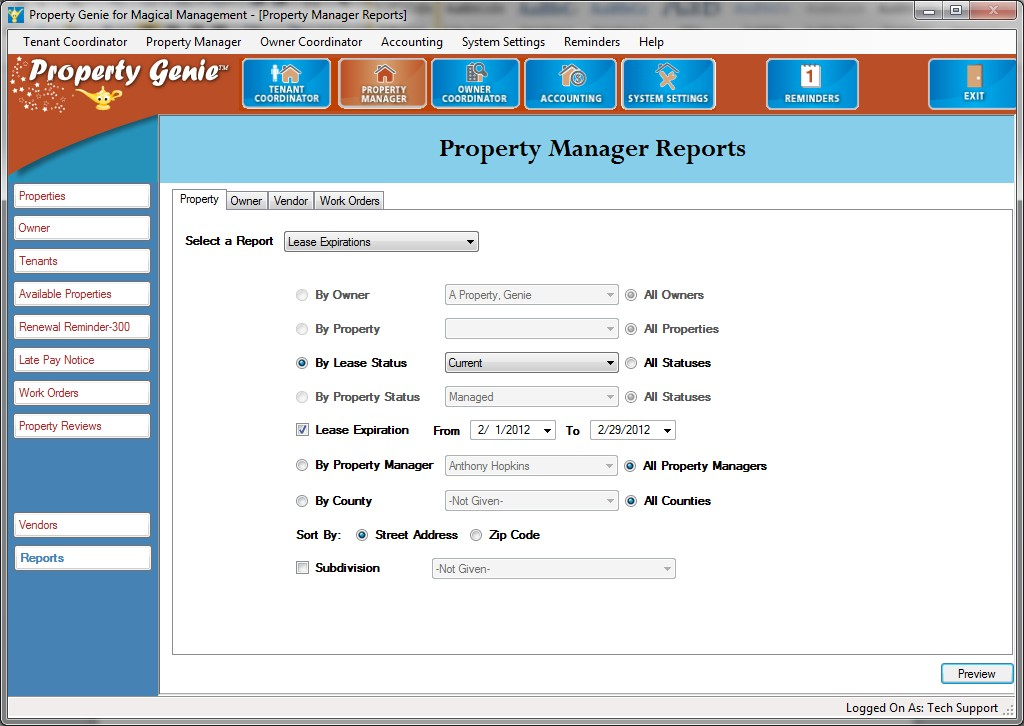 Property Genie for Magical Management - [Property Manager Reports]
Tenant Coordinator Property Manager Owner Coordinator Accounting System Settings Reminders Help
Property Genie™
TENANT
COORDINATOR
PROPERTY
MANAGER
OWNER
COORDINATOR
ACCOUNTING
SYSTEM SETTINGS
1
REMINDERS
EXIT
Property Manager Reports
Properties
Owner
Tenants
Available Properties
Renewal Reminder-300
Late Pay Notice
Work Orders
Property Reviews
Vendors
Reports
Property Owner Vendor Work Orders
Select a Report Lease Expirations
By Owner A Property, Genie All Owners
By Property All Properties
By Lease Status Current All Statuses
By Property Status Managed All Statuses
Lease Expiration From 2/ 1/2012 To 2/29/2012
By Property Manager Anthony Hopkins All Property Managers
By County -Not Given- All Counties
Sort By: Street Address Zip Code
Subdivision -Not Given-
Preview
Logged On As: Tech Support